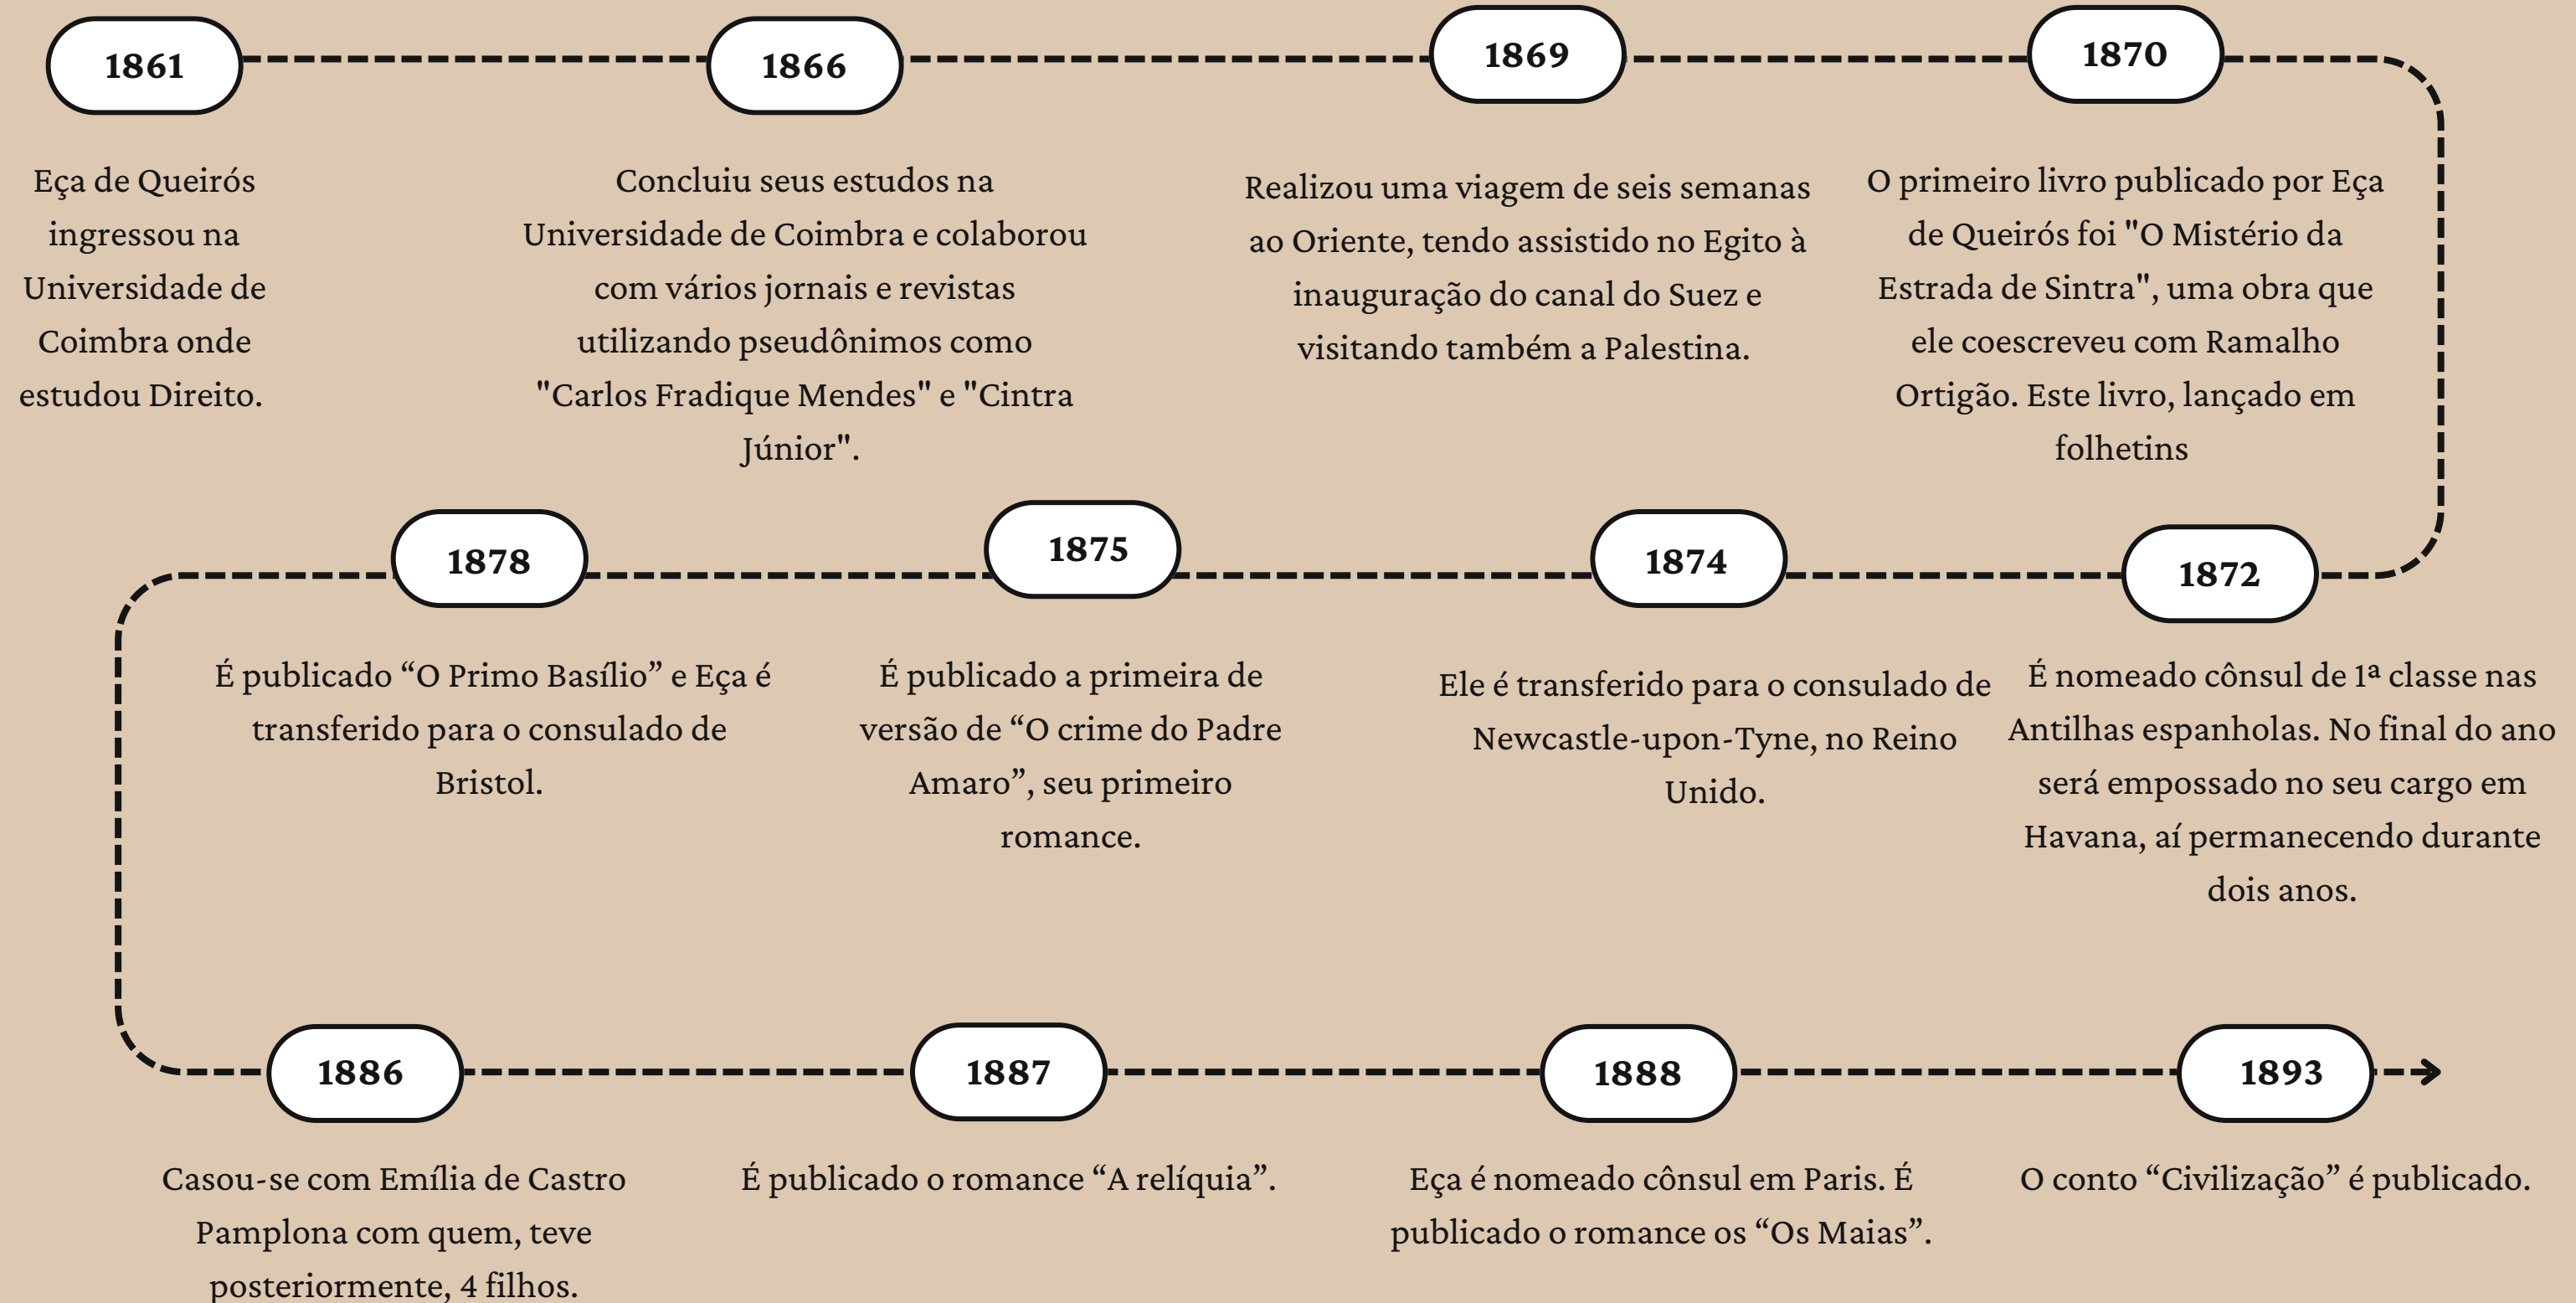 1861
Eça de Queirós
ingressou na
Universidade de
Coimbra onde
estudou Direito.
1866
Concluiu seus estudos na
Universidade de Coimbra e colaborou
com vários jornais e revistas
utilizando pseudônimos como
"Carlos Fradique Mendes" e "Cintra
Júnior".
1869
Realizou uma viagem de seis semanas
ao Oriente, tendo assistido no Egito à
inauguração do canal do Suez e
visitando também a Palestina.
1870
O primeiro livro publicado por Eça
de Queirós foi "O Mistério da
Estrada de Sintra", uma obra que
ele coescreveu com Ramalho
Ortigão. Este livro, lançado em
folhetins
1872
É nomeado cônsul de 1ª classe nas
Antilhas espanholas. No final do ano
será empossado no seu cargo em
Havana, aí permanecendo durante
dois anos.
1874
Ele é transferido para o consulado de
Newcastle-upon-Tyne, no Reino
Unido.
1875
É publicado a primeira de
versão de “O crime do Padre
Amaro”, seu primeiro
romance.
1878
É publicado “O Primo Basílio” e Eça é
transferido para o consulado de
Bristol.
1886
Casou-se com Emília de Castro
Pamplona com quem, teve
posteriormente, 4 filhos.
1887
É publicado o romance “A relíquia”.
1888
Eça é nomeado cônsul em Paris. É
publicado o romance os “Os Maias”.
1893
O conto “Civilização” é publicado.